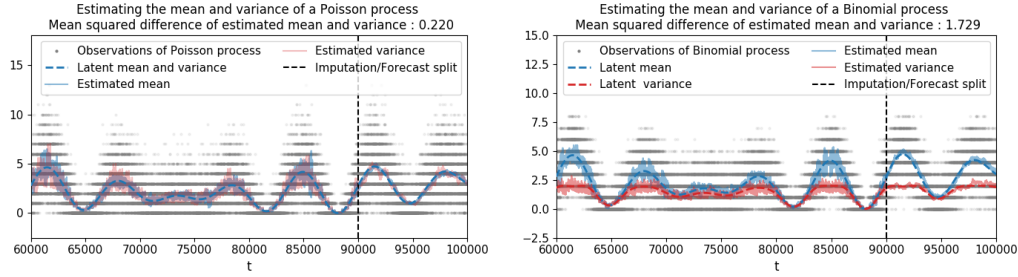 Estimating the mean and variance of a Poisson process
Mean squared difference of estimated mean and variance : 0.220
Observations of Poisson process
Latent mean and variance
Estimated mean
Estimated variance
Imputation/Forecast split
15
10
5
0
60000 65000 70000 75000 80000 85000 90000 95000 100000
t
Estimating the mean and variance of a Binomial process
Mean squared difference of estimated mean and variance : 1.729
Observations of Binomial process
Latent mean
Latent variance
Estimated mean
Estimated variance
Imputation/Forecast split
15.0
12.5
10.0
7.5
5.0
2.5
0.0
−2.5
60000 65000 70000 75000 80000 85000 90000 95000 100000
t